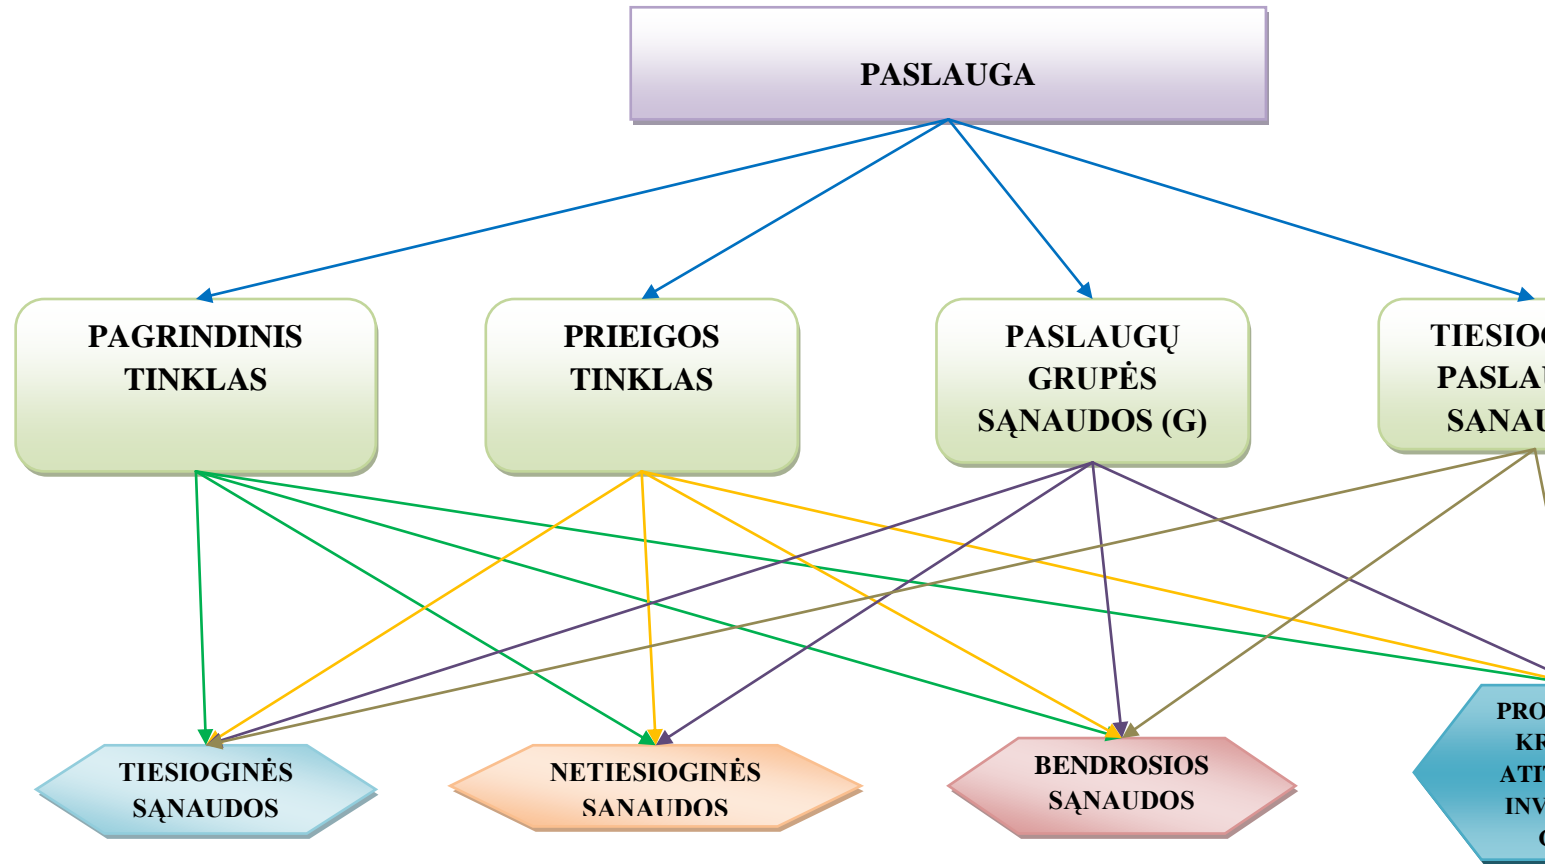 PASLAUGA
PAGRINDINIS
TINKLAS
PRIEIGOS
TINKLAS
PASLAUGŲ
GRUPĖS
SĄNAUDOS (G)
TIESIOGINĖS
SĄNAUDOS
NETIESIOGINĖS
SĄNAUDOS
BENDROSIOS
SĄNAUDOS